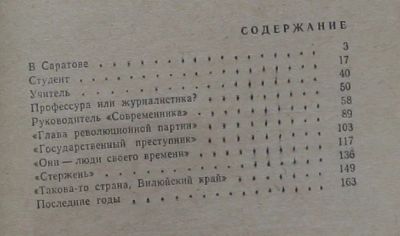 СОДЕРЖАНИЕ
В Саратове 3
Студент 17
Учитель 40
Профессура или журналистика? 50
Руководитель «Современника» 58
«Глава революционной партии» 89
«Государственный преступник» 103
«Они — люди своего времени» 117
«Стержень» 136
«Такова-то страна, Вилюйский край» 149
Последние годы 163